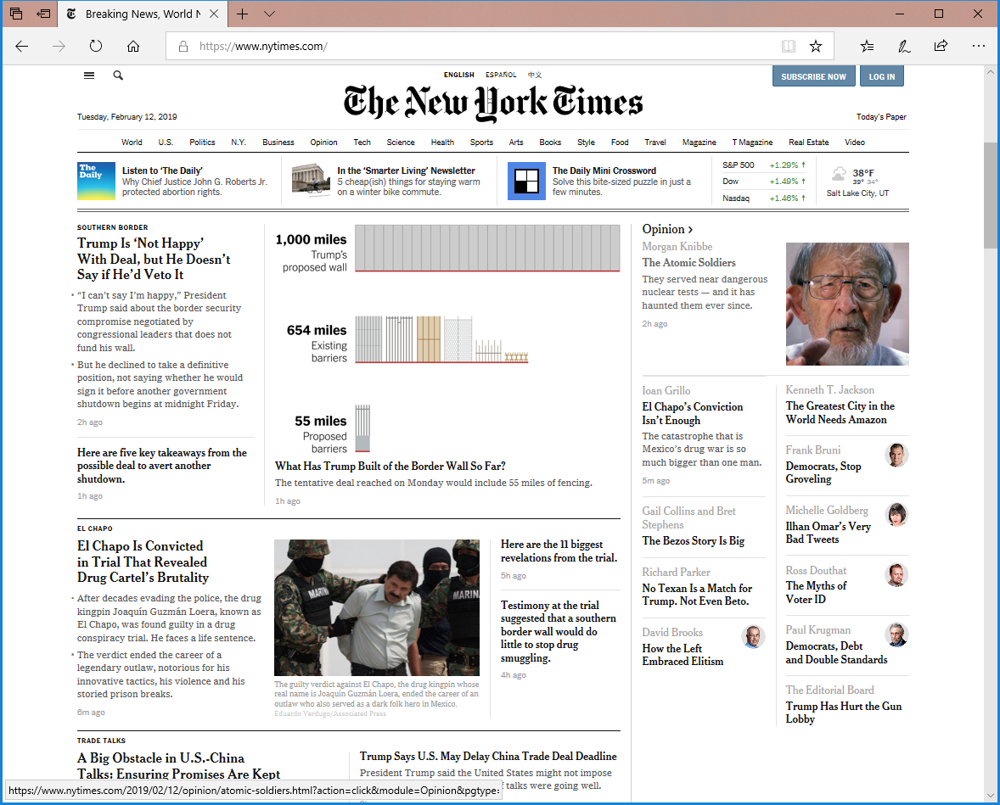 Breaking News, World N
https://www.nytimes.com/
ENGLISH ESPAÑOL 中文
SUBSCRIBE NOW LOG IN
The New York Times
Tuesday, February 12, 2019
Today's Paper
World U.S. Politics N.Y. Business Opinion Tech Science Health Sports Arts Books Style Food Travel Magazine T Magazine Real Estate Video
The
Daily
Listen to ‘The Daily’
Why Chief Justice John G. Roberts Jr.
protected abortion rights.
In the ‘Smarter Living’ Newsletter
5 cheap(ish) things for staying warm
on a winter bike commute.
The Daily Mini Crossword
Solve this bite-sized puzzle in just a
few minutes.
S&P 500 +1.29% ↑
Dow +1.49% ↑
Nasdaq +1.46% ↑
38°F
39° 34°
Salt Lake City, UT
SOUTHERN BORDER
Trump Is ‘Not Happy’
With Deal, but He Doesn’t
Say if He’d Veto It
• “I can’t say I’m happy,” President
Trump said about the border security
compromise negotiated by
congressional leaders that does not
fund his wall.
• But he declined to take a definitive
position, not saying whether he would
sign it before another government
shutdown begins at midnight Friday.
2h ago
Here are five key takeaways from the
possible deal to avert another
shutdown.
1h ago
1,000 miles
Trump’s
proposed wall
654 miles
Existing
barriers
55 miles
Proposed
barriers
What Has Trump Built of the Border Wall So Far?
The tentative deal reached on Monday would include 55 miles of fencing.
1h ago
EL CHAPO
El Chapo Is Convicted
in Trial That Revealed
Drug Cartel’s Brutality
• After decades evading the police, the drug
kingpin Joaquín Guzmán Loera, known as
El Chapo, was found guilty in a drug
conspiracy trial. He faces a life sentence.
• The verdict ended the career of a
legendary outlaw, notorious for his
innovative tactics, his violence and his
storied prison breaks.
6m ago
MARIN
MARIN
The guilty verdict against El Chapo, the drug kingpin whose
real name is Joaquín Guzmán Loera, ended the career of an
outlaw who also served as a dark folk hero in Mexico.
Eduardo Verdugo/Associated Press
Here are the 11 biggest
revelations from the trial.
5h ago
Testimony at the trial
suggested that a southern
border wall would do
little to stop drug
smuggling.
4h ago
TRADE TALKS
A Big Obstacle in U.S.-China
Talks: Ensuring Promises Are Kept
Trump Says U.S. May Delay China Trade Deal Deadline
President Trump said the United States might not impose
talks were going well.
Opinion ›
Morgan Knibbe
The Atomic Soldiers
They served near dangerous
nuclear tests — and it has
haunted them ever since.
2h ago
Ioan Grillo
El Chapo’s Conviction
Isn’t Enough
The catastrophe that is
Mexico’s drug war is so
much bigger than one man.
5m ago
Gail Collins and Bret
Stephens
The Bezos Story Is Big
Richard Parker
No Texan Is a Match for
Trump. Not Even Beto.
David Brooks
How the Left
Embraced Elitism
Kenneth T. Jackson
The Greatest City in the
World Needs Amazon
Frank Bruni
Democrats, Stop
Groveling
Michelle Goldberg
Ilhan Omar’s Very
Bad Tweets
Ross Douthat
The Myths of
Voter ID
Paul Krugman
Democrats, Debt
and Double Standards
The Editorial Board
Trump Has Hurt the Gun
Lobby
https://www.nytimes.com/2019/02/12/opinion/atomic-soldiers.html?action=click&module=Opinion&pgtype=